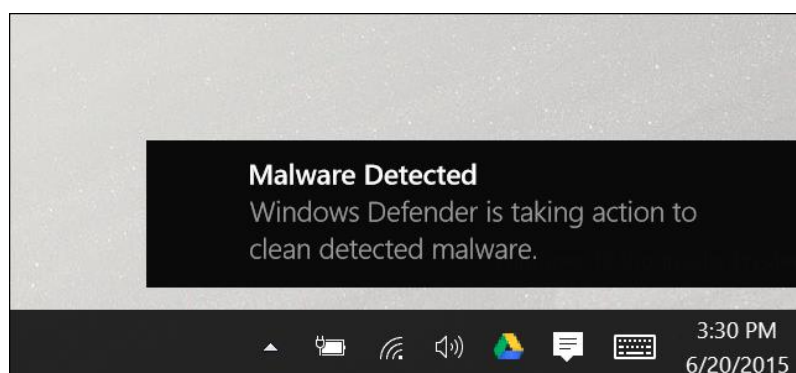 Malware Detected
Windows Defender is taking action to
clean detected malware.
3:30 PM
6/20/2015